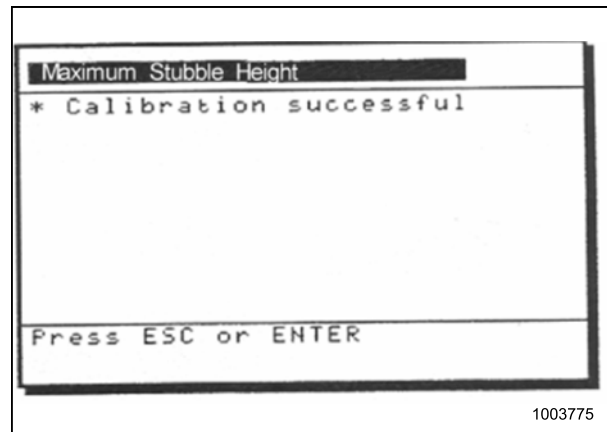 Maximum Stubble Height
* Calibration successful
Press ESC or ENTER
1003775